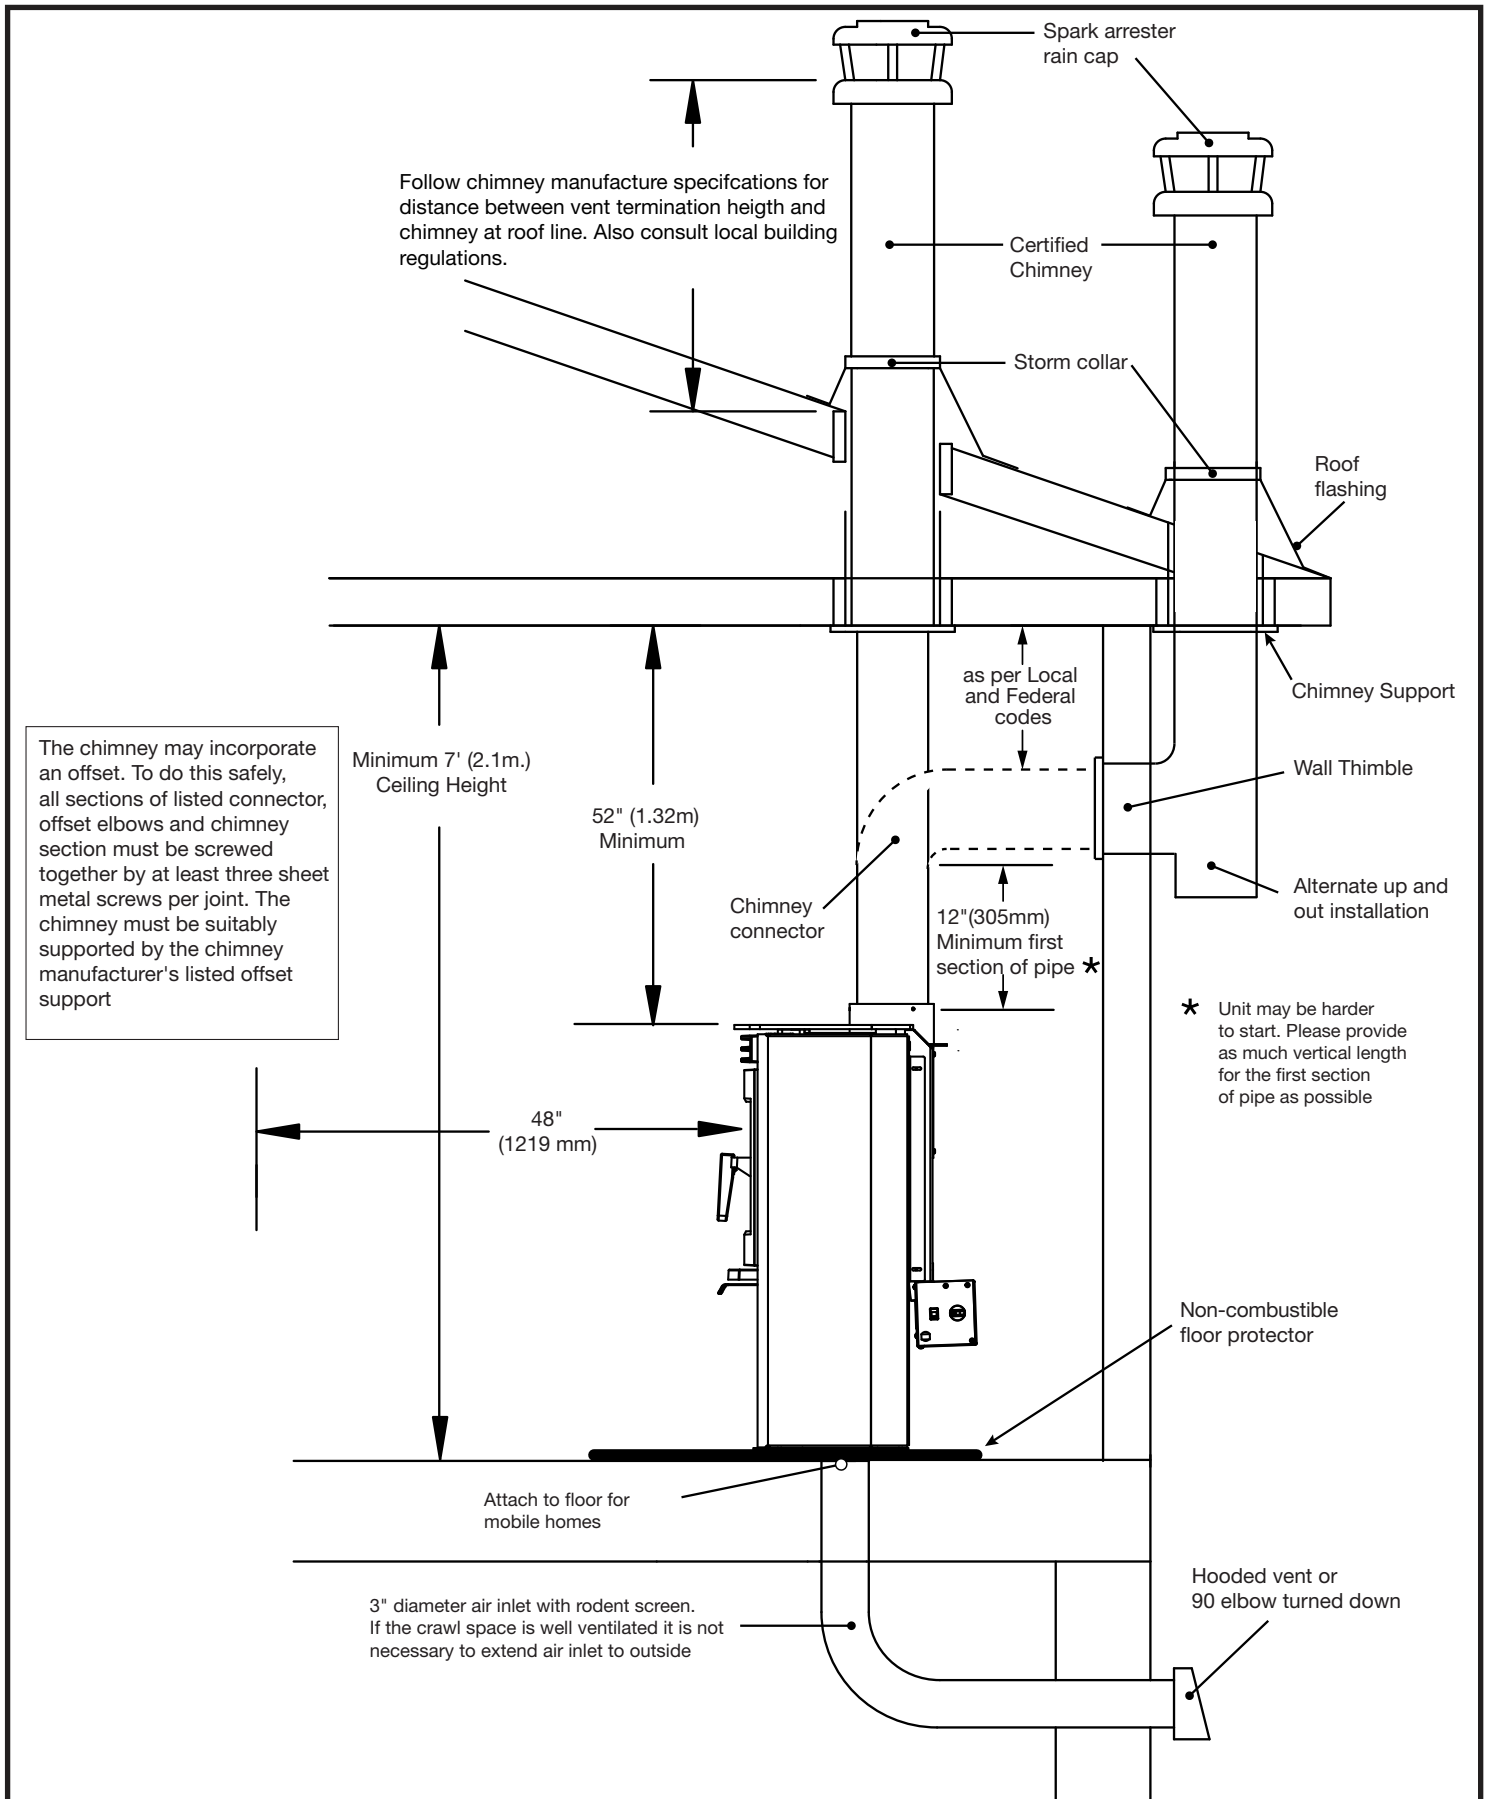 Spark arrester
rain cap
Follow chimney manufacture specifcations for
distance between vent termination heigth and
chimney at roof line. Also consult local building
regulations.
Certified
Chimney
Storm collar
Roof
flashing
as per Local
and Federal
codes
Chimney Support
The chimney may incorporate
an offset. To do this safely,
all sections of listed connector,
offset elbows and chimney
section must be screwed
together by at least three sheet
metal screws per joint. The
chimney must be suitably
supported by the chimney
manufacturer's listed offset
support
Minimum 7' (2.1m.)
Ceiling Height
52" (1.32m)
Minimum
Wall Thimble
Chimney
connector
12"(305mm)
Minimum first
section of pipe *
Alternate up and
out installation
* Unit may be harder
to start. Please provide
as much vertical length
for the first section
of pipe as possible
48"
(1219 mm)
Non-combustible
floor protector
Attach to floor for
mobile homes
3" diameter air inlet with rodent screen.
If the crawl space is well ventilated it is not
necessary to extend air inlet to outside
Hooded vent or
90 elbow turned down